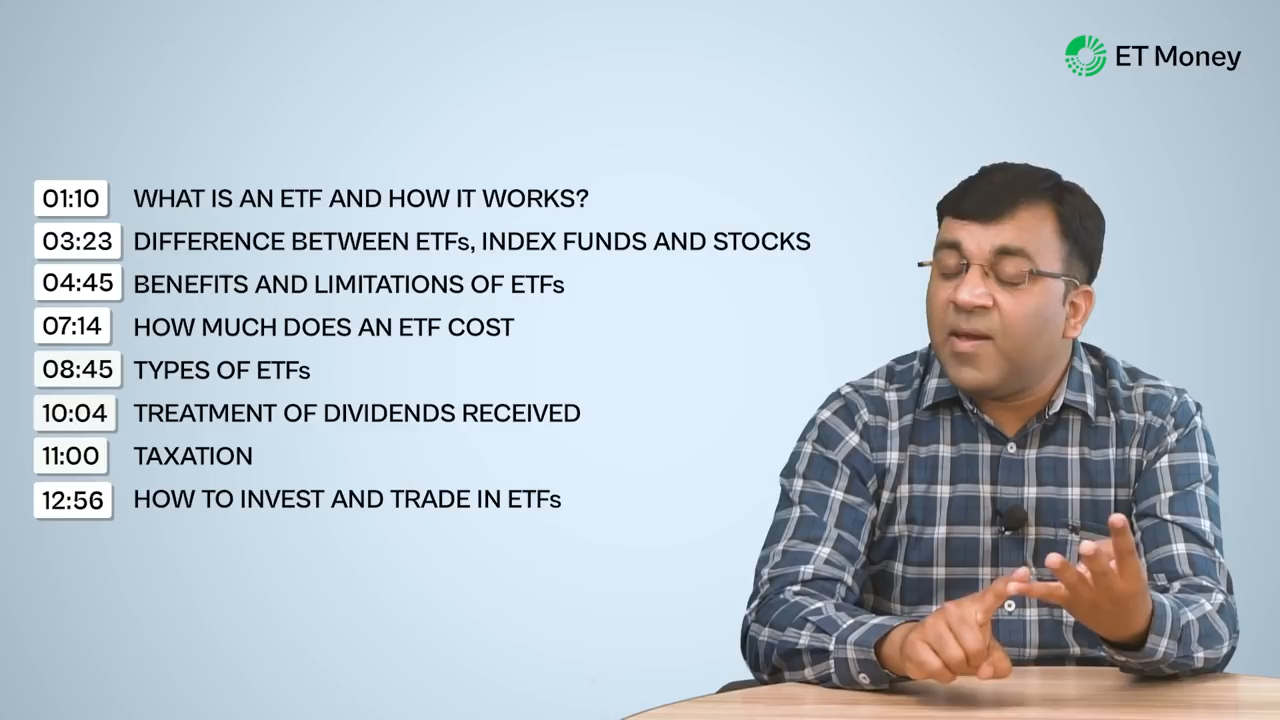 ET Money
01:10 WHAT IS AN ETF AND HOW IT WORKS?
03:23 DIFFERENCE BETWEEN ETFs, INDEX FUNDS AND STOCKS
04:45 BENEFITS AND LIMITATIONS OF ETFs
07:14 HOW MUCH DOES AN ETF COST
08:45 TYPES OF ETFs
10:04 TREATMENT OF DIVIDENDS RECEIVED
11:00 TAXATION
12:56 HOW TO INVEST AND TRADE IN ETFs